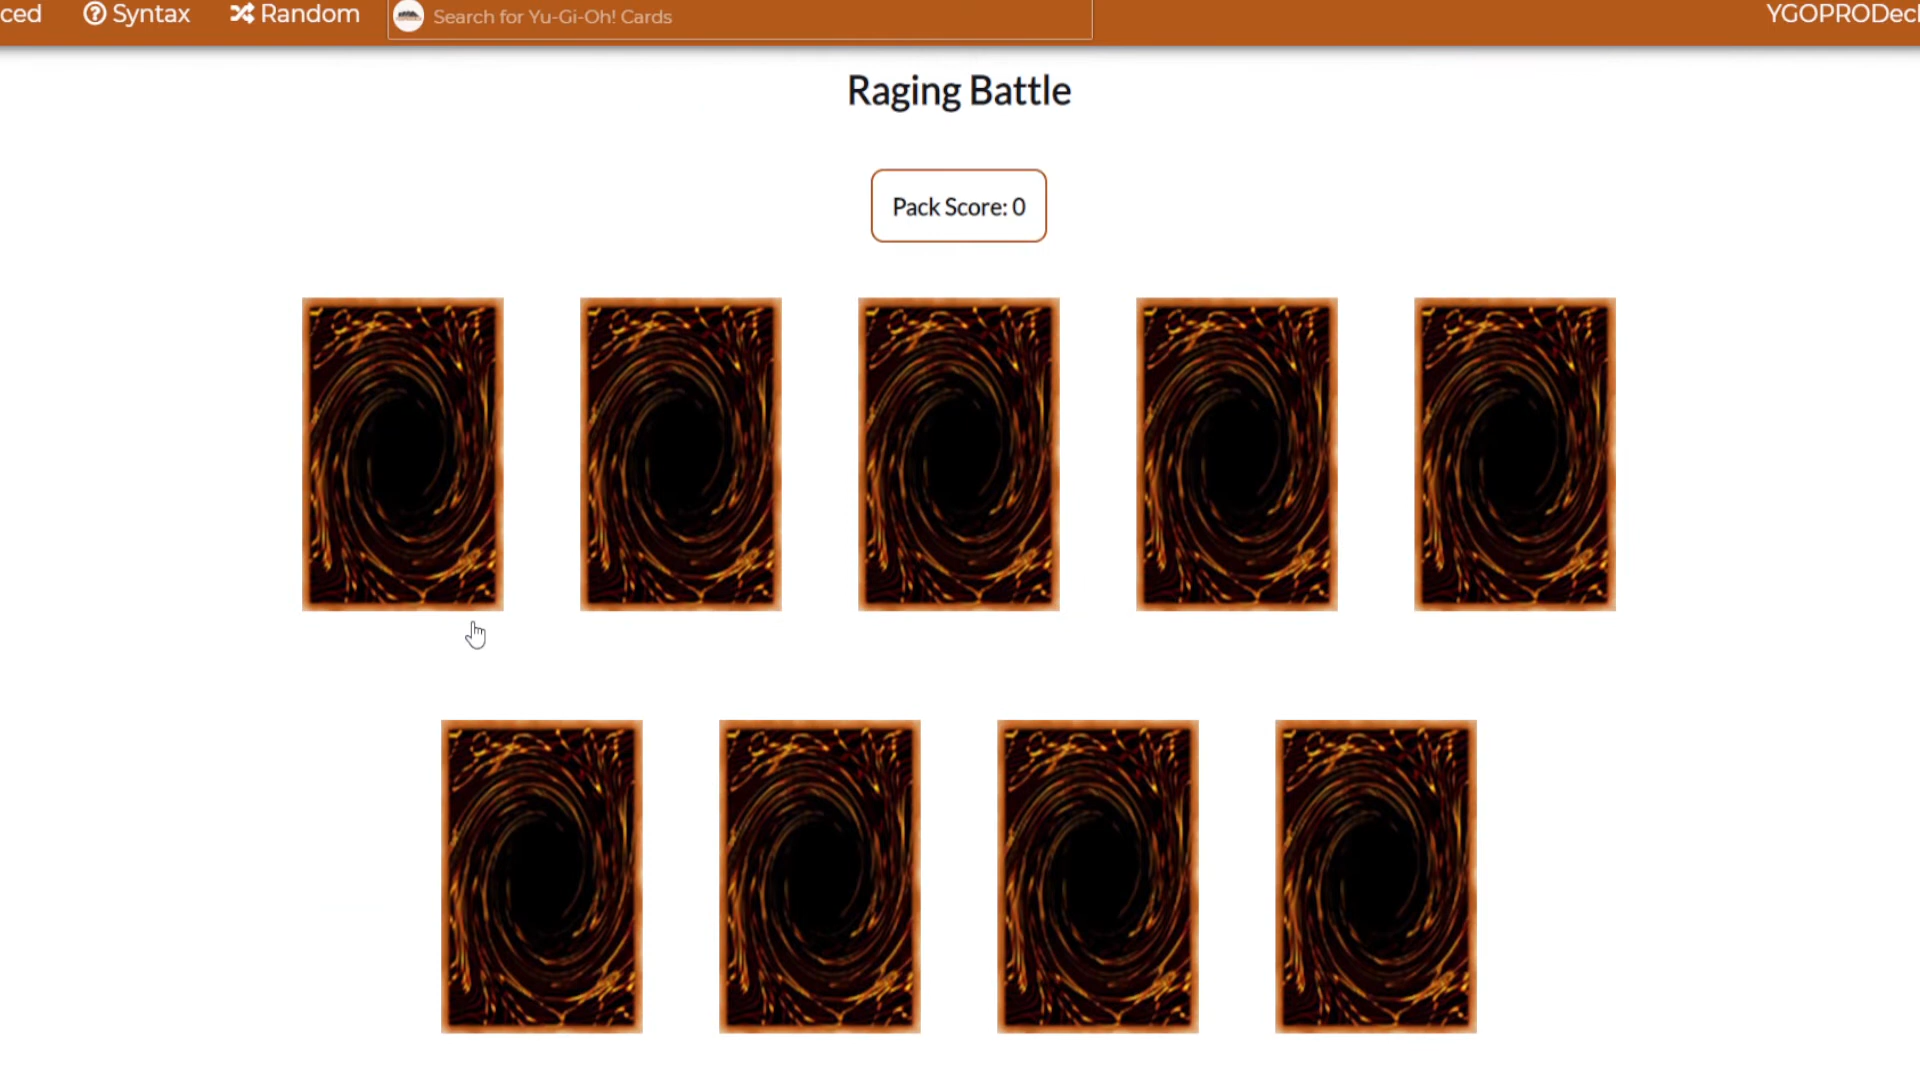 ced
Syntax
Random
Search for Yu-Gi-Oh! Cards
YGOPRODec
Raging Battle
Pack Score: 0